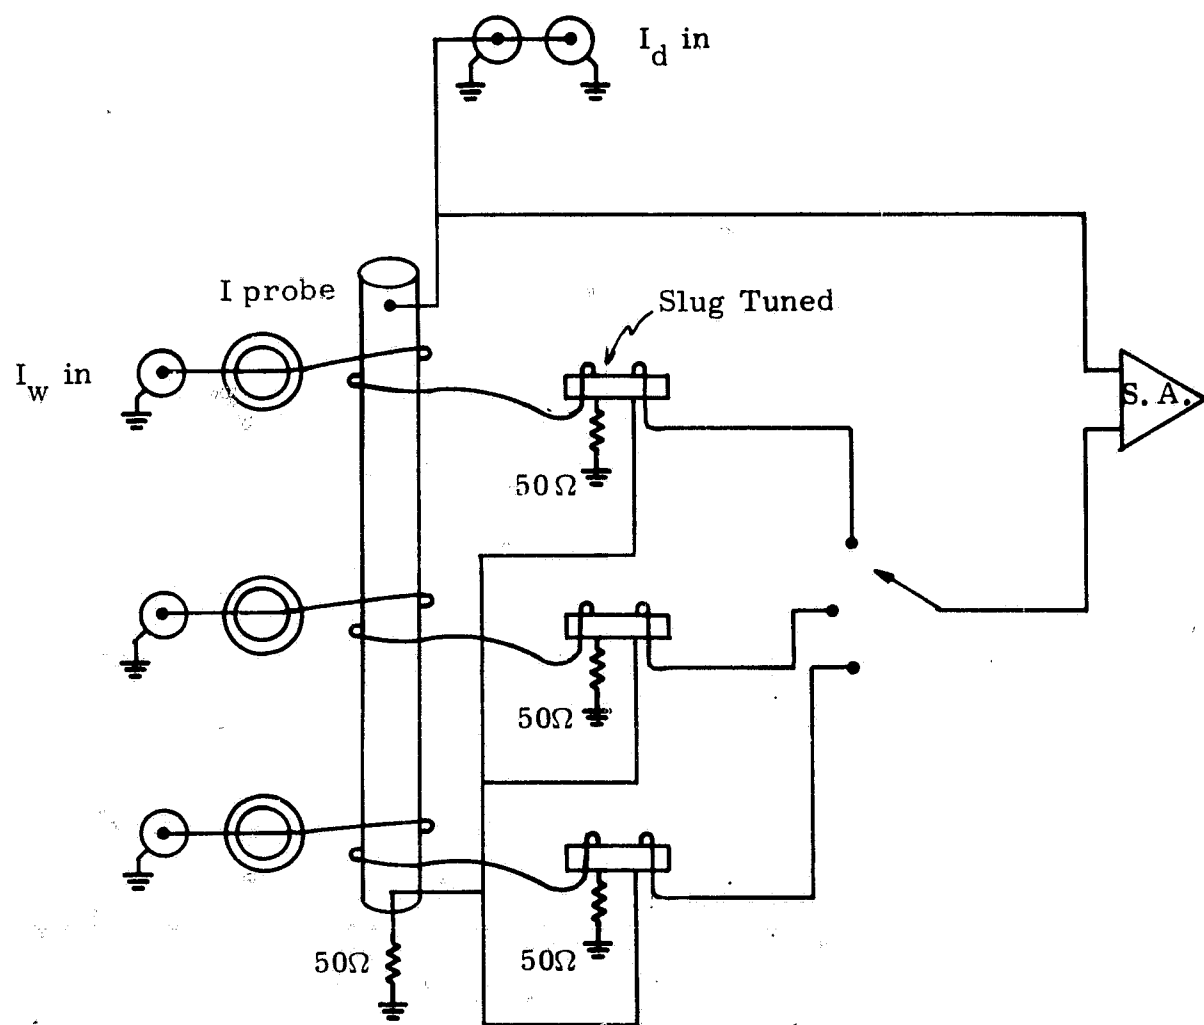 I_d in
I probe
Slug Tuned
I_w in
S. A.
50Ω
50Ω
50Ω
50Ω